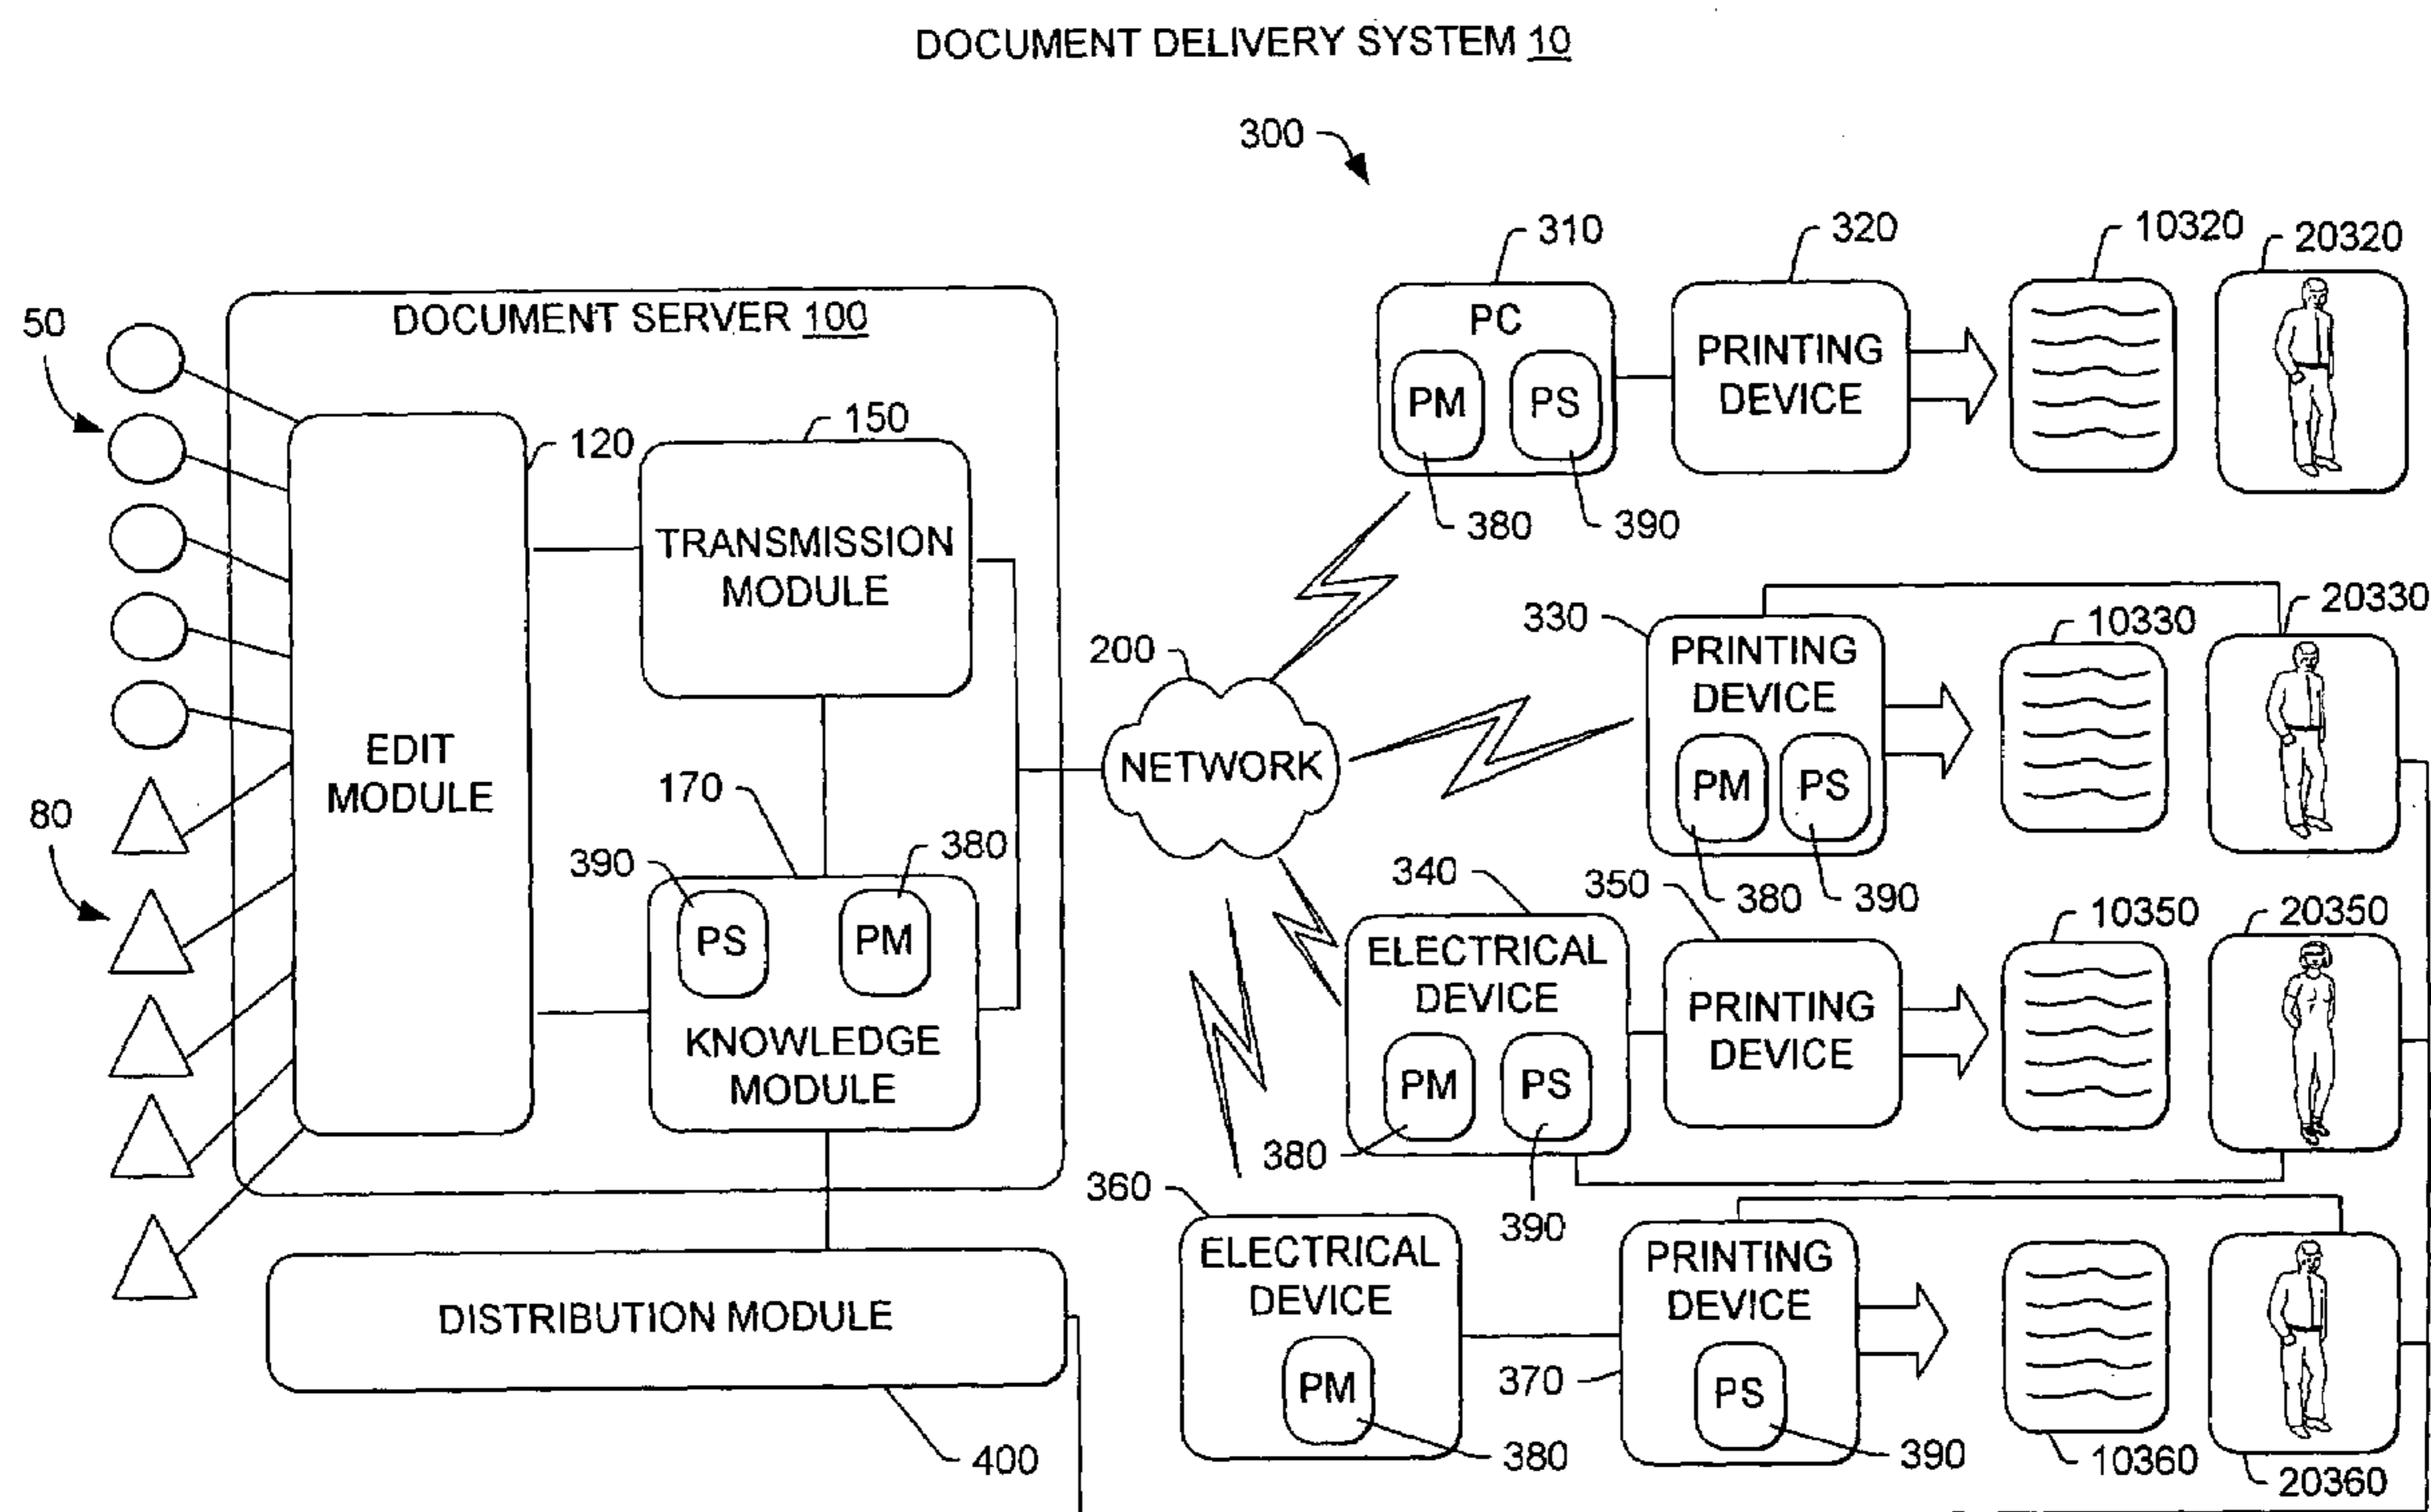 DOCUMENT DELIVERY SYSTEM 10
300
310
320
10320
20320
50
DOCUMENT SERVER 100
PC
PM
PS
PRINTING
DEVICE
380
390
120
150
TRANSMISSION
MODULE
EDIT
MODULE
80
170
390
380
PS
PM
KNOWLEDGE
MODULE
200
NETWORK
330
PRINTING
DEVICE
PM
PS
380
390
10330
20330
340
350
ELECTRICAL
DEVICE
PM
PS
380
390
PRINTING
DEVICE
10350
20350
360
ELECTRICAL
DEVICE
PM
380
PRINTING
DEVICE
370
PS
390
10360
20360
DISTRIBUTION MODULE
400